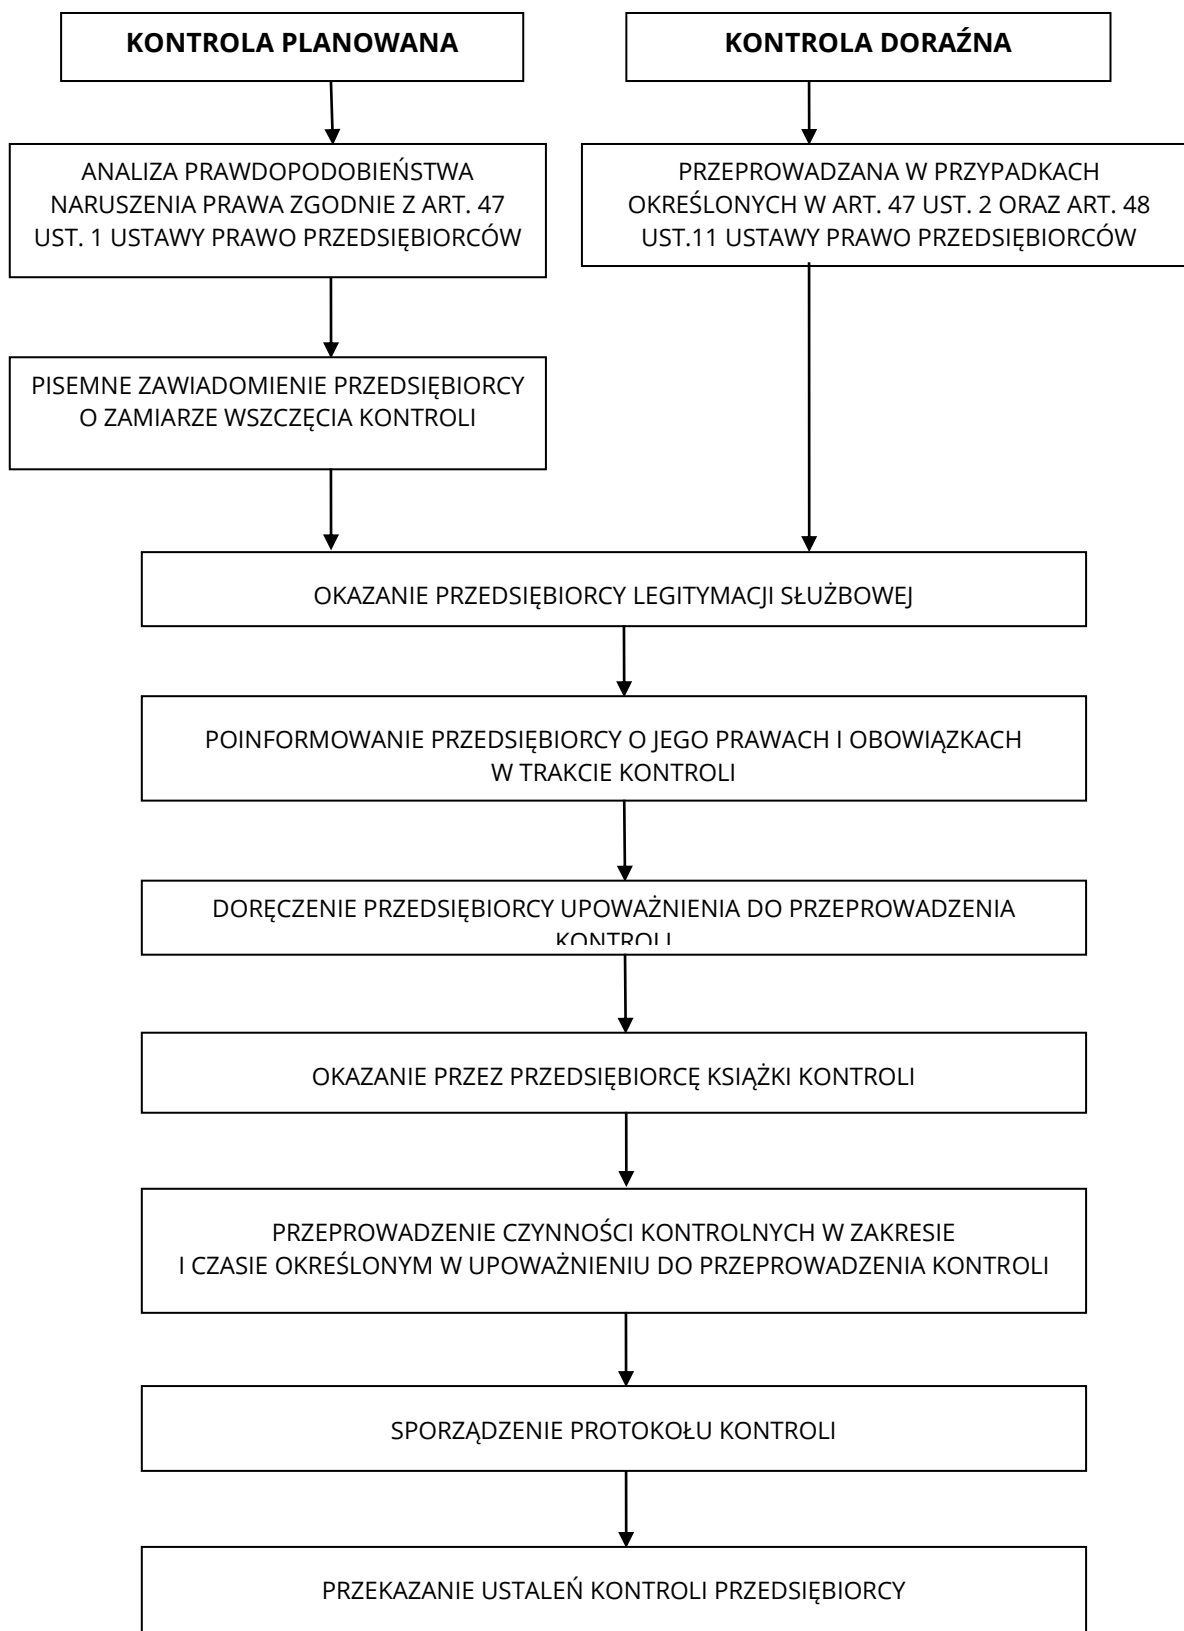 KONTROLA PLANOWANA
KONTROLA DORAŹNA
ANALIZA PRAWDOPODOBIEŃSTWA
NARUSZENIA PRAWA ZGODNIE Z ART. 47
UST. 1 USTAWY PRAWO PRZEDSIĘBIORCÓW
PRZEPROWADZANA W PRZYPADKACH
OKREŚLONYCH W ART. 47 UST. 2 ORAZ ART. 48
UST.11 USTAWY PRAWO PRZEDSIĘBIORCÓW
PISEMNE ZAWIADOMIENIE PRZEDSIĘBIORCY
O ZAMIARZE WSZCZĘCIA KONTROLI
OKAZANIE PRZEDSIĘBIORCY LEGITYMACJI SŁUŻBOWEJ
POINFORMOWANIE PRZEDSIĘBIORCY O JEGO PRAWACH I OBOWIĄZKACH
W TRAKCIE KONTROLI
DORĘCZENIE PRZEDSIĘBIORCY UPOWAŻNIENIA DO PRZEPROWADZENIA
KONTROLI
OKAZANIE PRZEZ PRZEDSIĘBIORCĘ KSIĄŻKI KONTROLI
PRZEPROWADZENIE CZYNNOŚCI KONTROLNYCH W ZAKRESIE
I CZASIE OKREŚLONYM W UPOWAŻNIENIU DO PRZEPROWADZENIA KONTROLI
SPORZĄDZENIE PROTOKOŁU KONTROLI
PRZEKAZANIE USTALEŃ KONTROLI PRZEDSIĘBIORCY